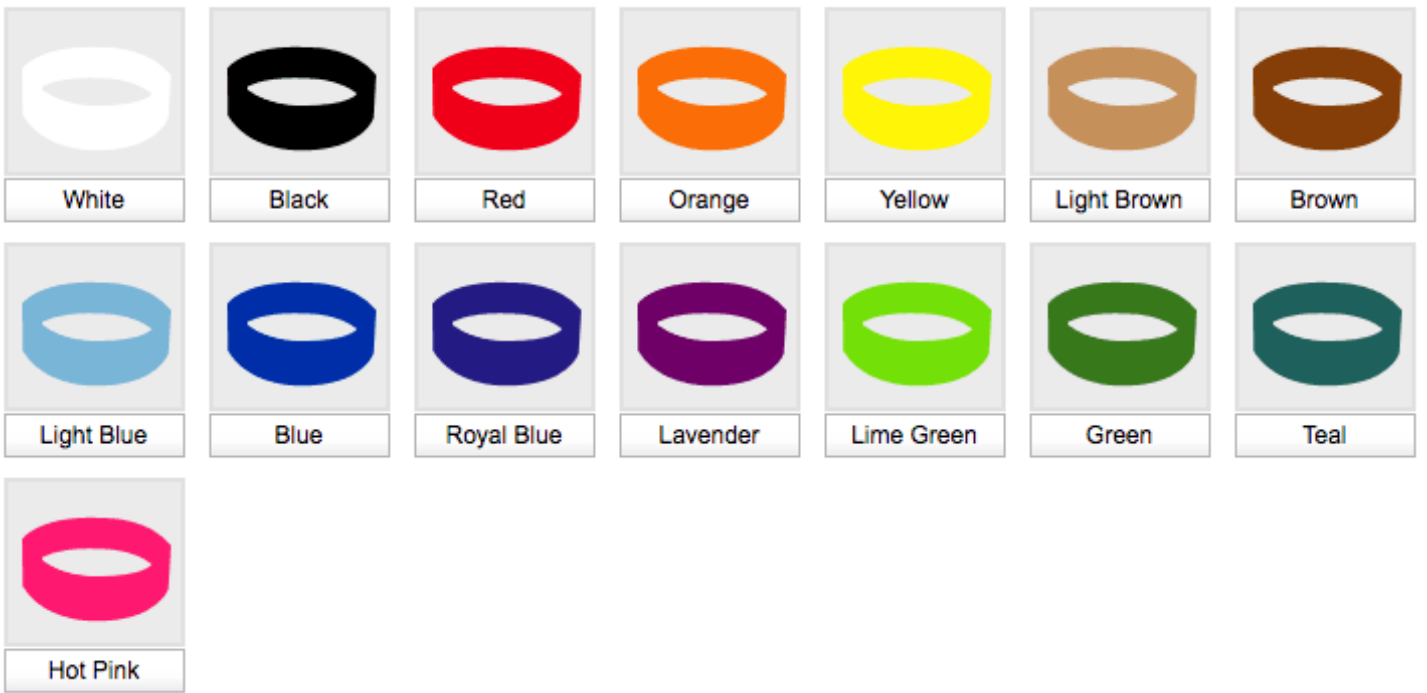 White
Black
Red
Orange
Yellow
Light Brown
Brown
Light Blue
Blue
Royal Blue
Lavender
Lime Green
Green
Teal
Hot Pink